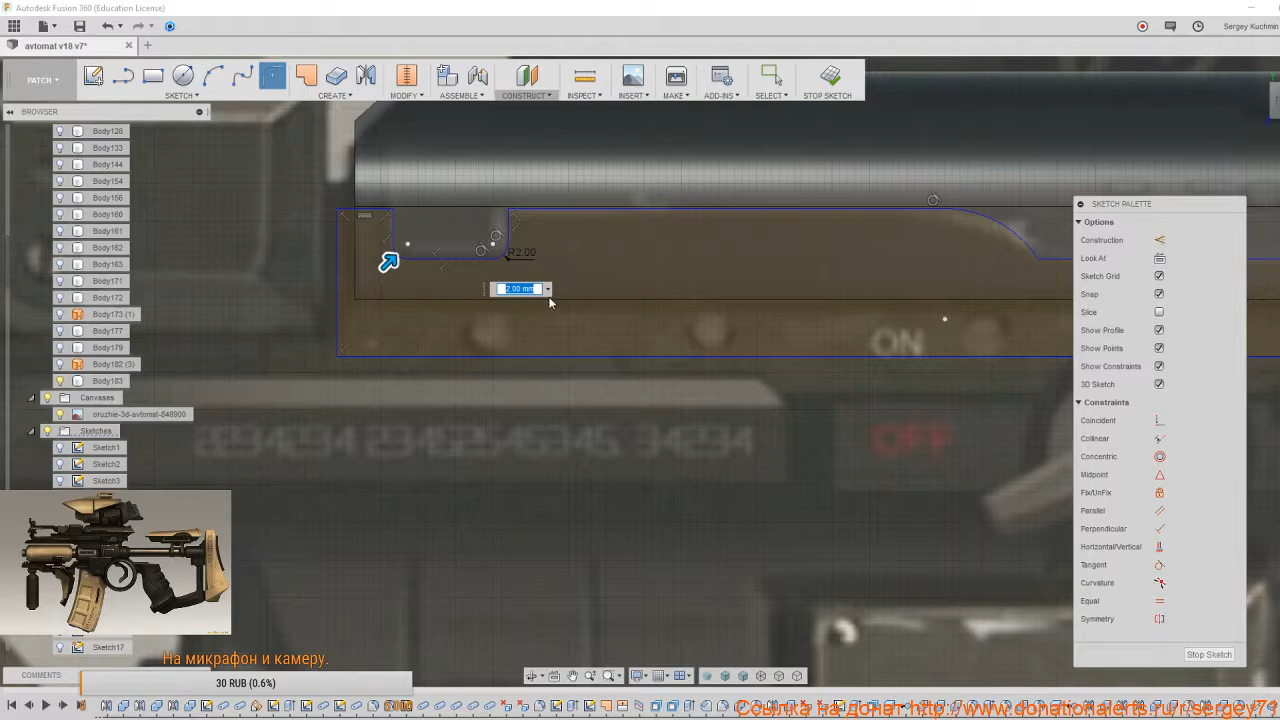 Autodesk Fusion 360 (Education License)
Sergey Kuchmin
avtomat v18 v7*
PATCH
SKETCH
CREATE
MODIFY
ASSEMBLE
CONSTRUCT
INSPECT
INSERT
MAKE
ADD-INS
SELECT
STOP SKETCH
BROWSER
Body128
Body133
Body144
Body154
Body156
Body160
Body161
Body162
Body163
Body171
Body172
Body173 (1)
Body177
Body179
Body182 (3)
Body183
Canvases
oruzhie-3d-avtomat-848900
Sketches
Sketch1
Sketch2
Sketch3
Sketch17
R2.00
2.00 mm
ON
OFF
SKETCH PALETTE
Options
Construction
Look At
Sketch Grid
Snap
Slice
Show Profile
Show Points
Show Constraints
3D Sketch
Constraints
Coincident
Collinear
Concentric
Midpoint
Fix/UnFix
Parallel
Perpendicular
Horizontal/Vertical
Tangent
Curvature
Equal
Symmetry
Stop Sketch
На микрафон и камеру.
COMMENTS
30 RUB (0.6%)